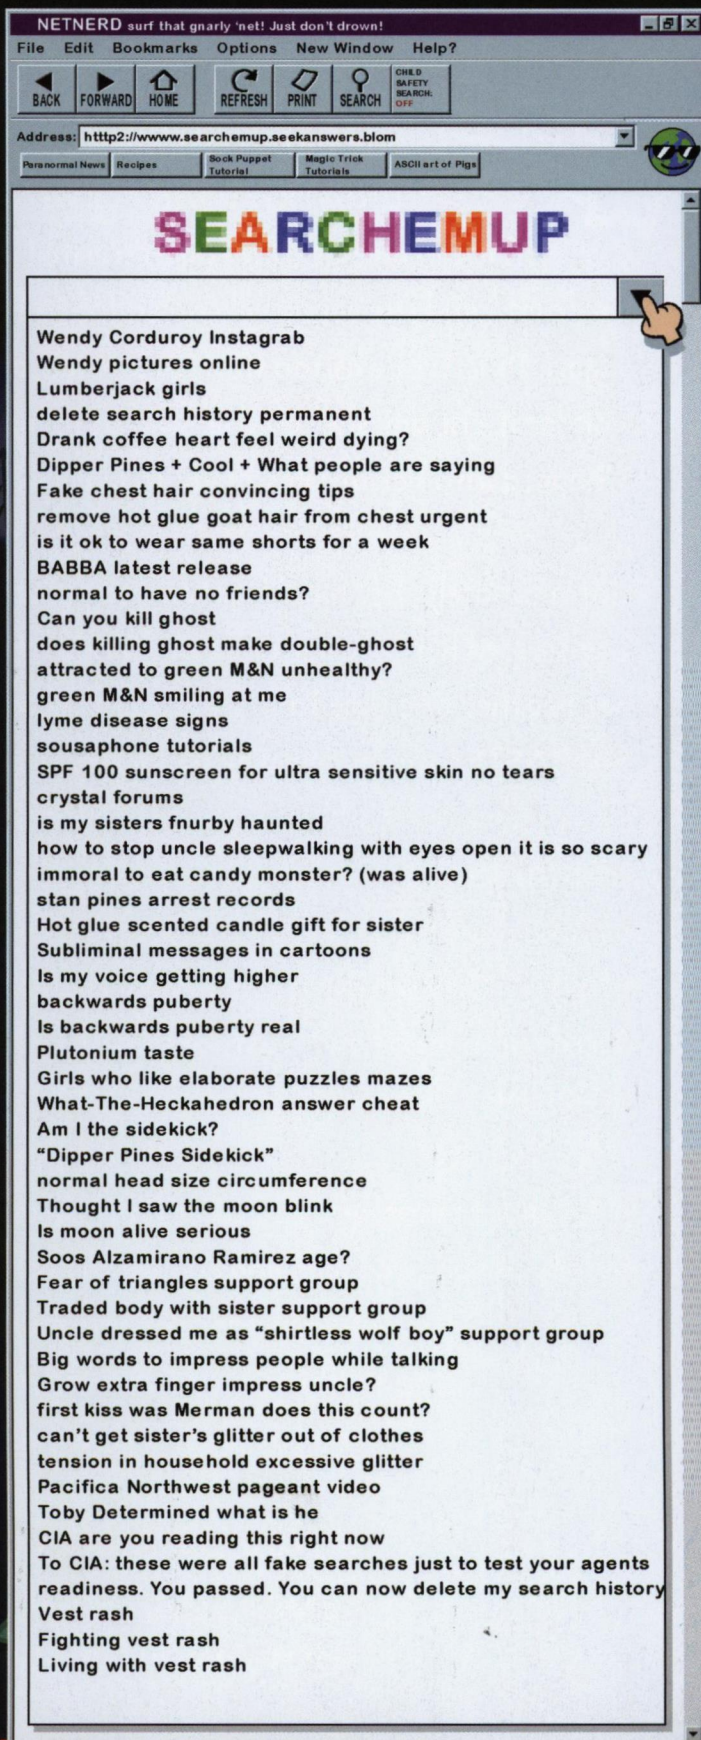 NETNERD surf that gnarly 'net! Just don't drown!
File Edit Bookmarks Options New Window Help?
BACK
FORWARD
HOME
REFRESH
PRINT
SEARCH
CHILD
SAFETY
SEARCH:
OFF
Address: htttp2://wwww.searchemup.seekanswers.blom
Paranormal News
Recipes
Sock Puppet
Tutorial
Magic Trick
Tutorials
ASCII art of Pigs
SEARCHEMUP
Wendy Corduroy Instagrab
Wendy pictures online
Lumberjack girls
delete search history permanent
Drank coffee heart feel weird dying?
Dipper Pines + Cool + What people are saying
Fake chest hair convincing tips
remove hot glue goat hair from chest urgent
is it ok to wear same shorts for a week
BABBA latest release
normal to have no friends?
Can you kill ghost
does killing ghost make double-ghost
attracted to green M&N unhealthy?
green M&N smiling at me
lyme disease signs
sousaphone tutorials
SPF 100 sunscreen for ultra sensitive skin no tears
crystal forums
is my sisters fnurby haunted
how to stop uncle sleepwalking with eyes open it is so scary
immoral to eat candy monster? (was alive)
stan pines arrest records
Hot glue scented candle gift for sister
Subliminal messages in cartoons
Is my voice getting higher
backwards puberty
Is backwards puberty real
Plutonium taste
Girls who like elaborate puzzles mazes
What-The-Heckahedron answer cheat
Am I the sidekick?
"Dipper Pines Sidekick"
normal head size circumference
Thought I saw the moon blink
Is moon alive serious
Soos Alzamirano Ramirez age?
Fear of triangles support group
Traded body with sister support group
Uncle dressed me as "shirtless wolf boy" support group
Big words to impress people while talking
Grow extra finger impress uncle?
first kiss was Merman does this count?
can't get sister's glitter out of clothes
tension in household excessive glitter
Pacifica Northwest pageant video
Toby Determined what is he
CIA are you reading this right now
To CIA: these were all fake searches just to test your agents
readiness. You passed. You can now delete my search history
Vest rash
Fighting vest rash
Living with vest rash